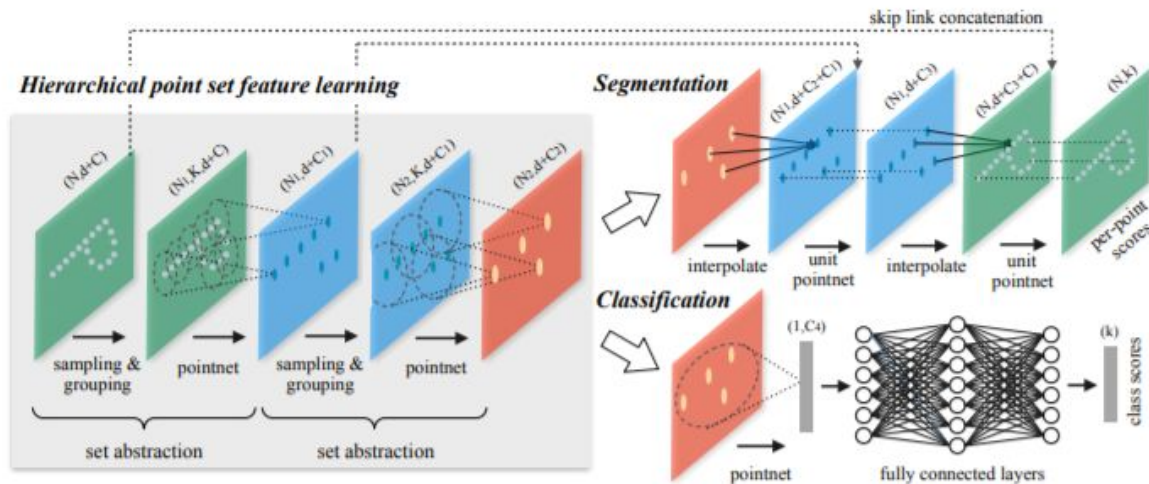 skip link concatenation
Hierarchical point set feature learning
(N,d+C)
(N1,K,d+C)
(N1,d+C1)
(N2,K,d+C1)
(N2,d+C2)
sampling &
grouping
pointnet
sampling &
grouping
pointnet
set abstraction
set abstraction
Segmentation
(N1,d+C2+C1)
(N1,d+C3)
(N,d+C3+C)
(N,k)
interpolate
unit
pointnet
interpolate
unit
pointnet
per-point
scores
Classification
(1,C4)
(k)
class scores
pointnet
fully connected layers